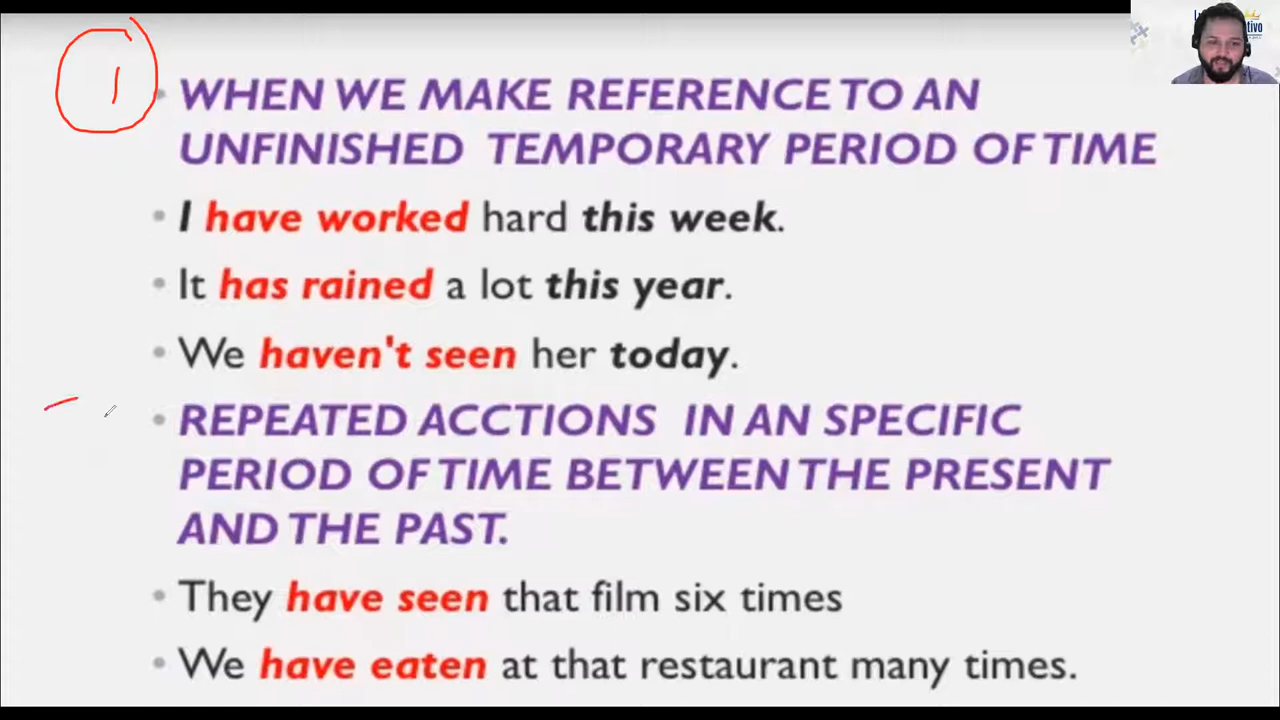 1
WHEN WE MAKE REFERENCE TO AN
UNFINISHED TEMPORARY PERIOD OF TIME
I have worked hard this week.
It has rained a lot this year.
We haven't seen her today.
REPEATED ACCTIONS IN AN SPECIFIC
PERIOD OF TIME BETWEEN THE PRESENT
AND THE PAST.
They have seen that film six times
We have eaten at that restaurant many times.